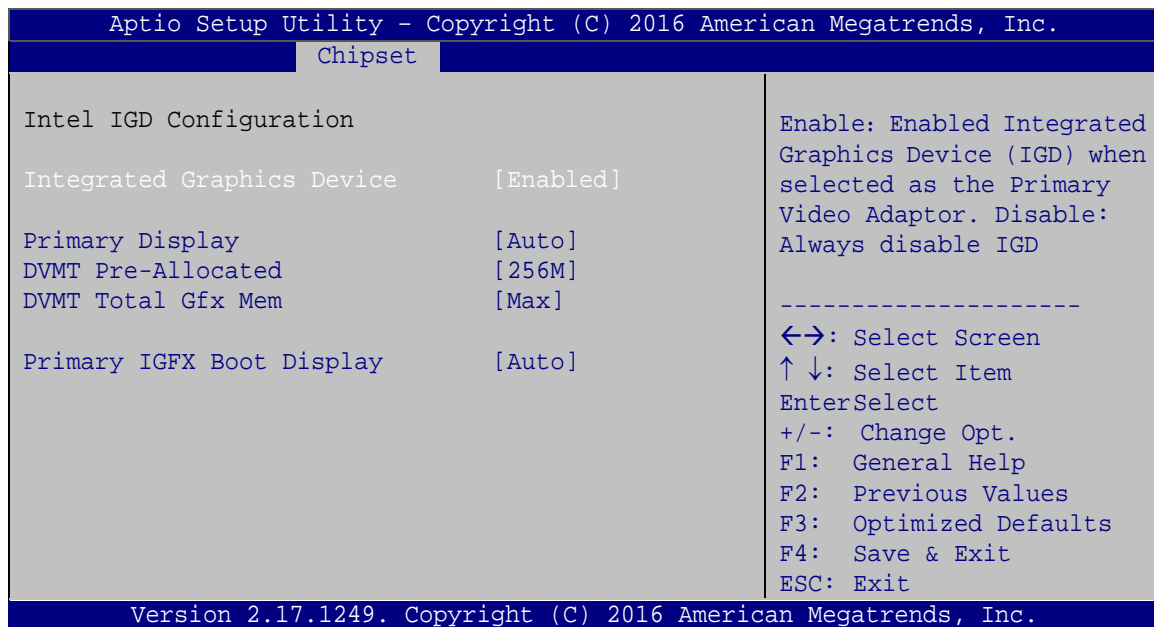 Aptio Setup Utility – Copyright (C) 2016 American Megatrends, Inc.
Chipset
Intel IGD Configuration
Integrated Graphics Device [Enabled]
Primary Display [Auto]
DVMT Pre-Allocated [256M]
DVMT Total Gfx Mem [Max]
Primary IGFX Boot Display [Auto]
Enable: Enabled Integrated
Graphics Device (IGD) when
selected as the Primary
Video Adaptor. Disable:
Always disable IGD
---------------------
←→: Select Screen
↑ ↓: Select Item
EnterSelect
+/-: Change Opt.
F1: General Help
F2: Previous Values
F3: Optimized Defaults
F4: Save & Exit
ESC: Exit
Version 2.17.1249. Copyright (C) 2016 American Megatrends, Inc.